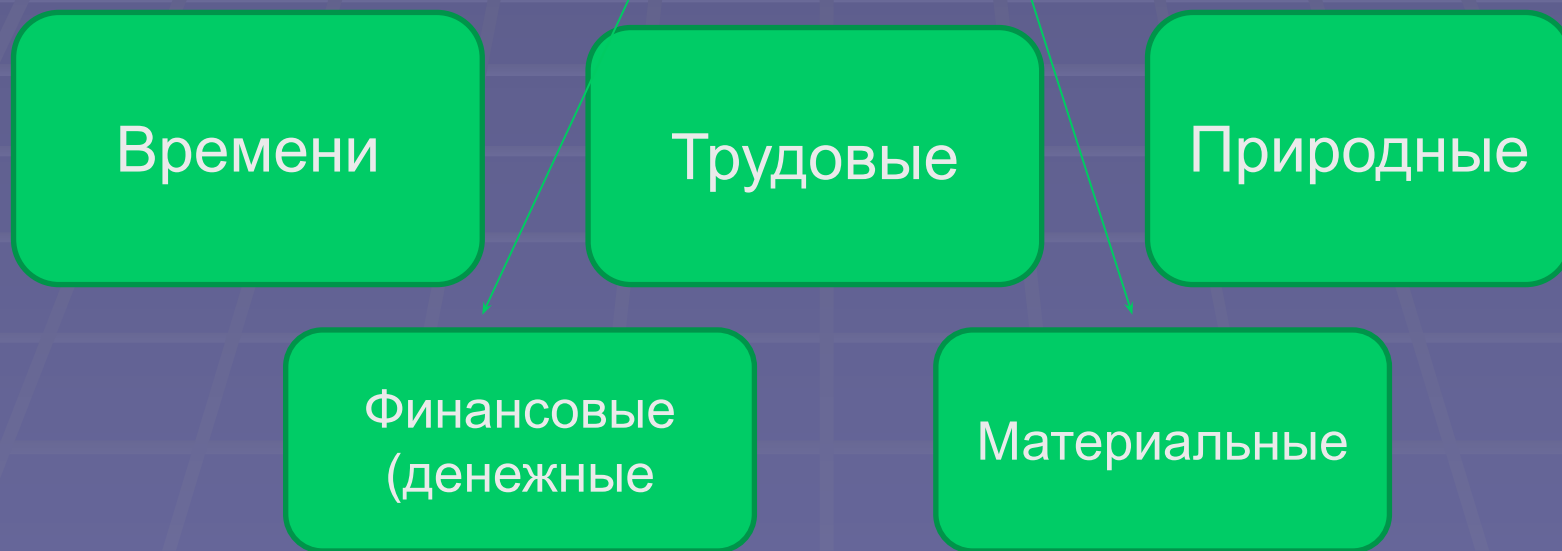 Времени
Трудовые
Природные
Финансовые
(денежные
Материальные